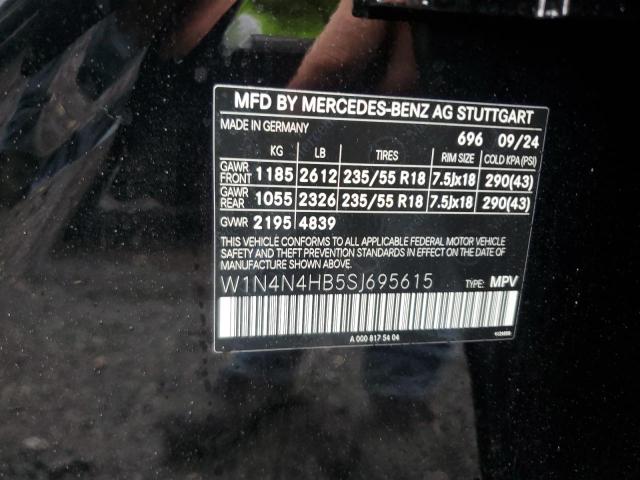 MFD BY MERCEDES-BENZ AG STUTTGART
MADE IN GERMANY 696 09/24
KG LB TIRES RIM SIZE COLD KPA (PSI)
GAWR FRONT 1185 2612 235/55 R18 7.5Jx18 290(43)
GAWR REAR 1055 2326 235/55 R18 7.5Jx18 290(43)
GVWR 2195 4839
THIS VEHICLE CONFORMS TO ALL APPLICABLE FEDERAL MOTOR VEHICLE
SAFETY AND THEFT PREVENTION STANDARDS IN EFFECT ON THE DATE OF
MANUFACTURE SHOWN ABOVE.
W1N4N4HB5SJ695615 TYPE: MPV
A 000 817 54 04